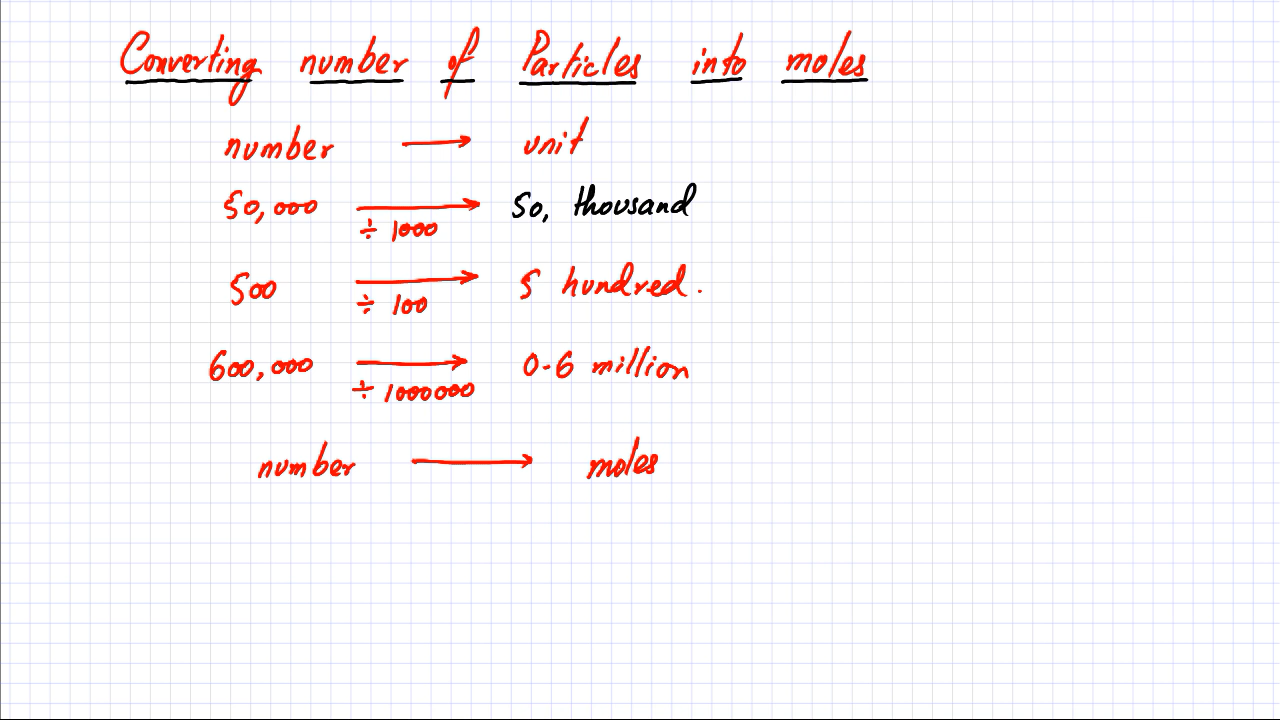 Converting number of Particles into moles
number → unit
50,000 → 50, thousand
÷ 1000
500 → 5 hundred.
÷ 100
600,000 → 0.6 million
÷ 1000000
number → moles